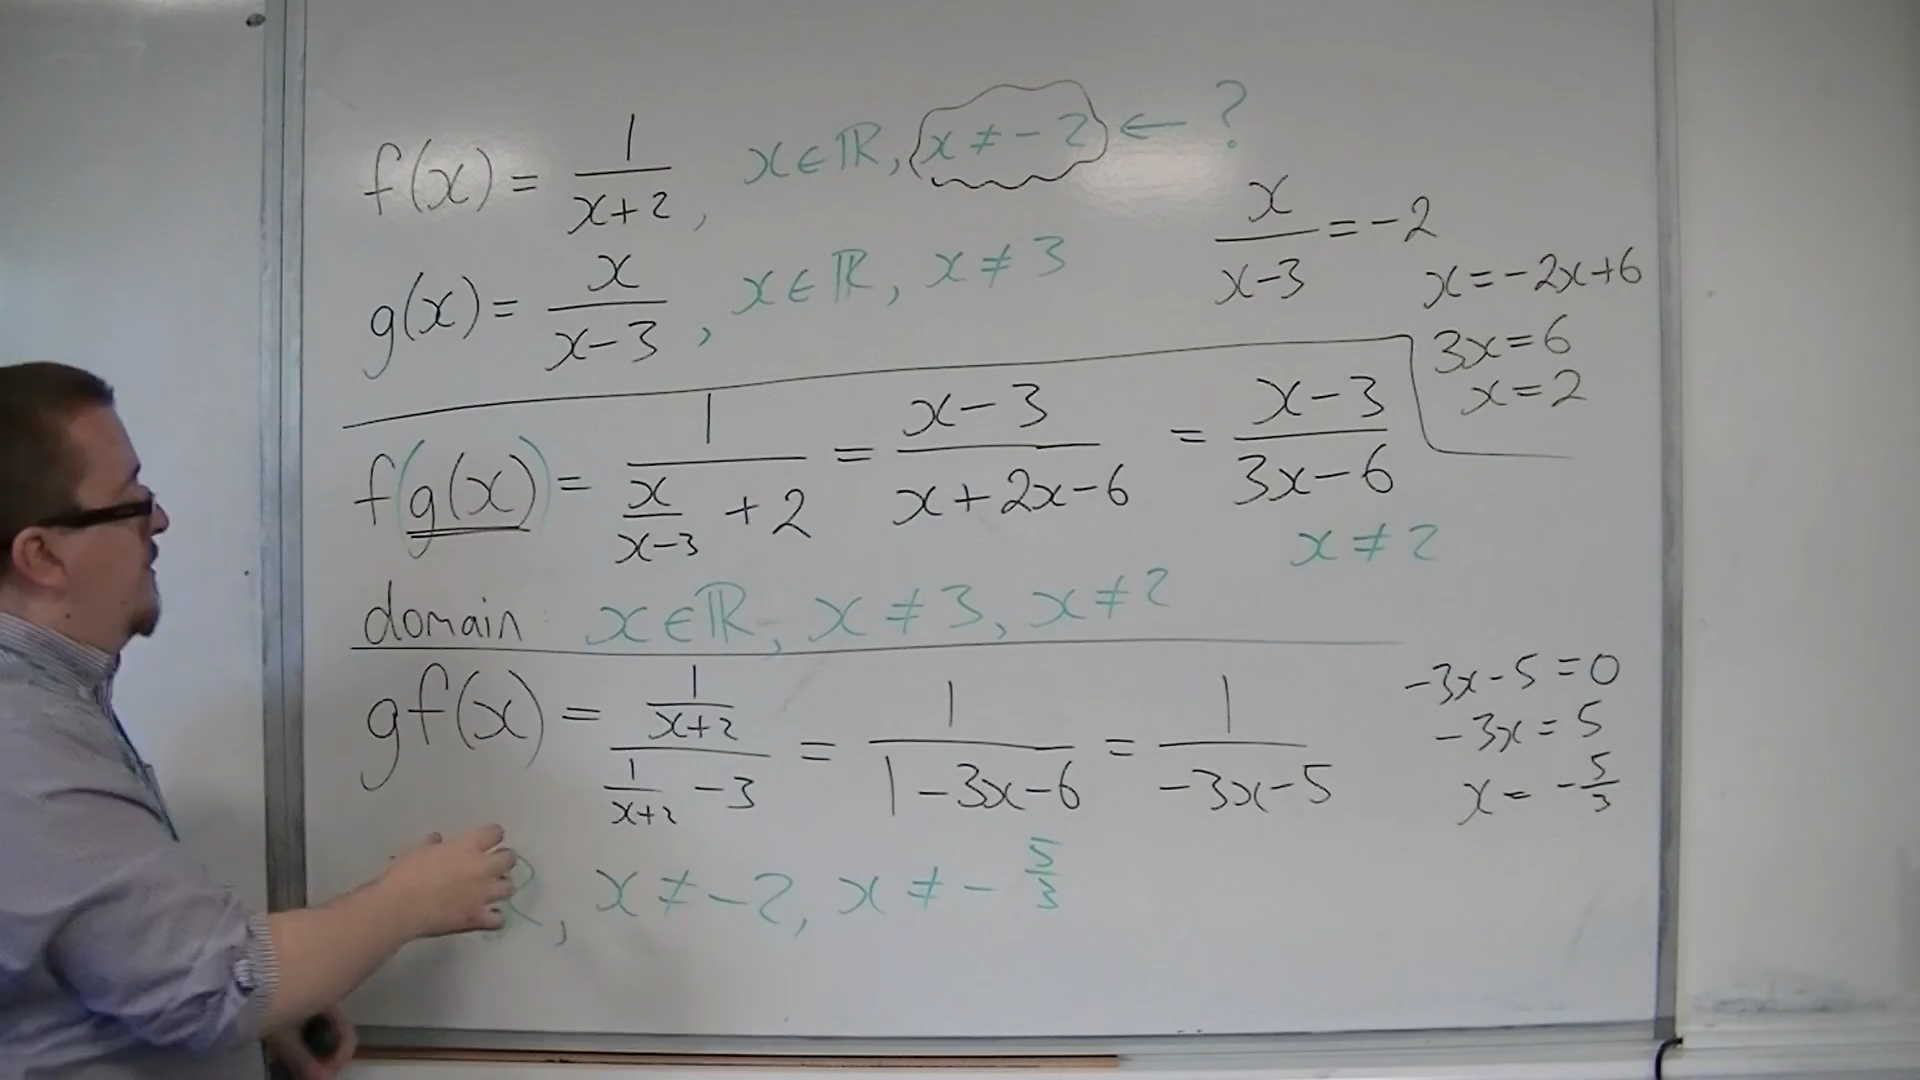 f(x) = 1/(x+2), x ∈ ℝ, x ≠ -2 ← ?
g(x) = x/(x-3), x ∈ ℝ, x ≠ 3
x/(x-3) = -2
x = -2x+6
3x = 6
x = 2
f(g(x)) = 1/(x/(x-3) + 2) = (x-3)/(x+2x-6) = (x-3)/(3x-6)
x ≠ 2
domain x ∈ ℝ, x ≠ 3, x ≠ 2
gf(x) = (1/(x+2))/(1/(x+2) - 3) = 1/(1-3x-6) = 1/(-3x-5)
-3x-5 = 0
-3x = 5
x = -5/3
ℝ, x ≠ -2, x ≠ -5/3